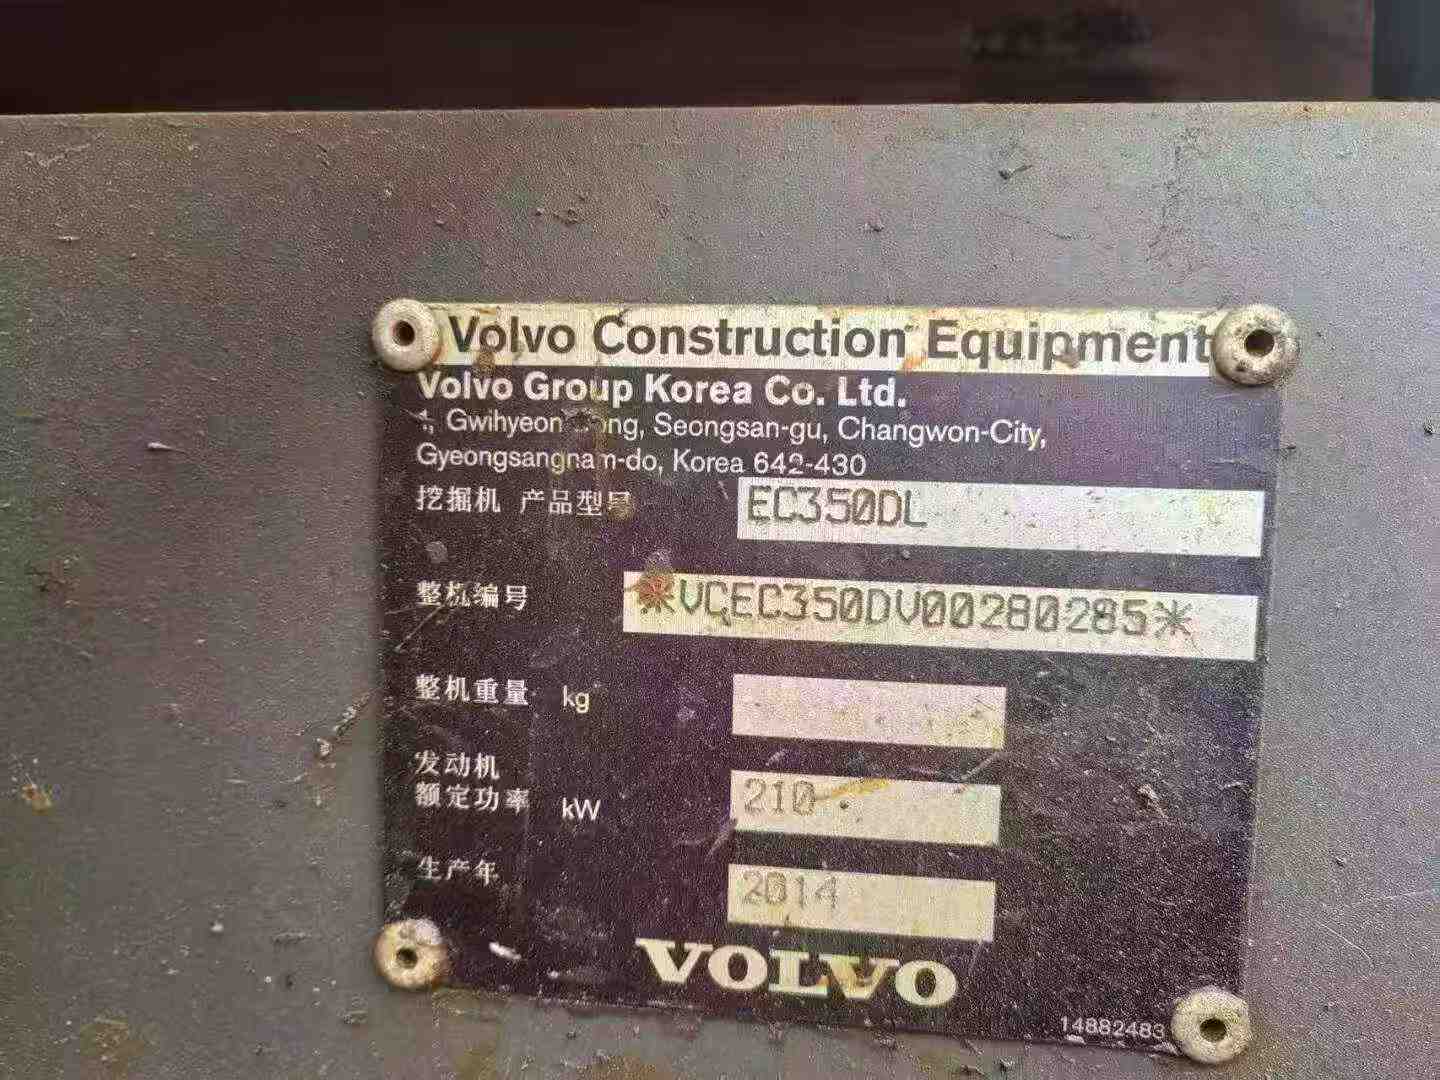 Volvo Construction Equipment
Volvo Group Korea Co. Ltd.
1, Gwihyeon Seongsan-gu, Changwon-City,
Gyeongsangnam-do, Korea 642-430
挖掘机 产品型号 EC350DL
整机编号 *VCEC350DV00280285*
整机重量 kg
发动机
额定功率 kW 210
生产年 2014
VOLVO
14882483